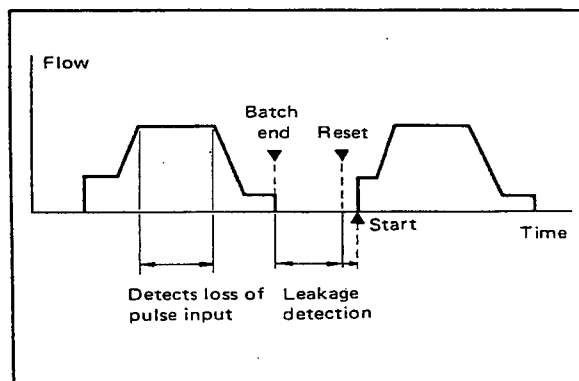 Flow
Batch
end
Reset
Start
Time
Detects loss of
pulse input
Leakage
detection